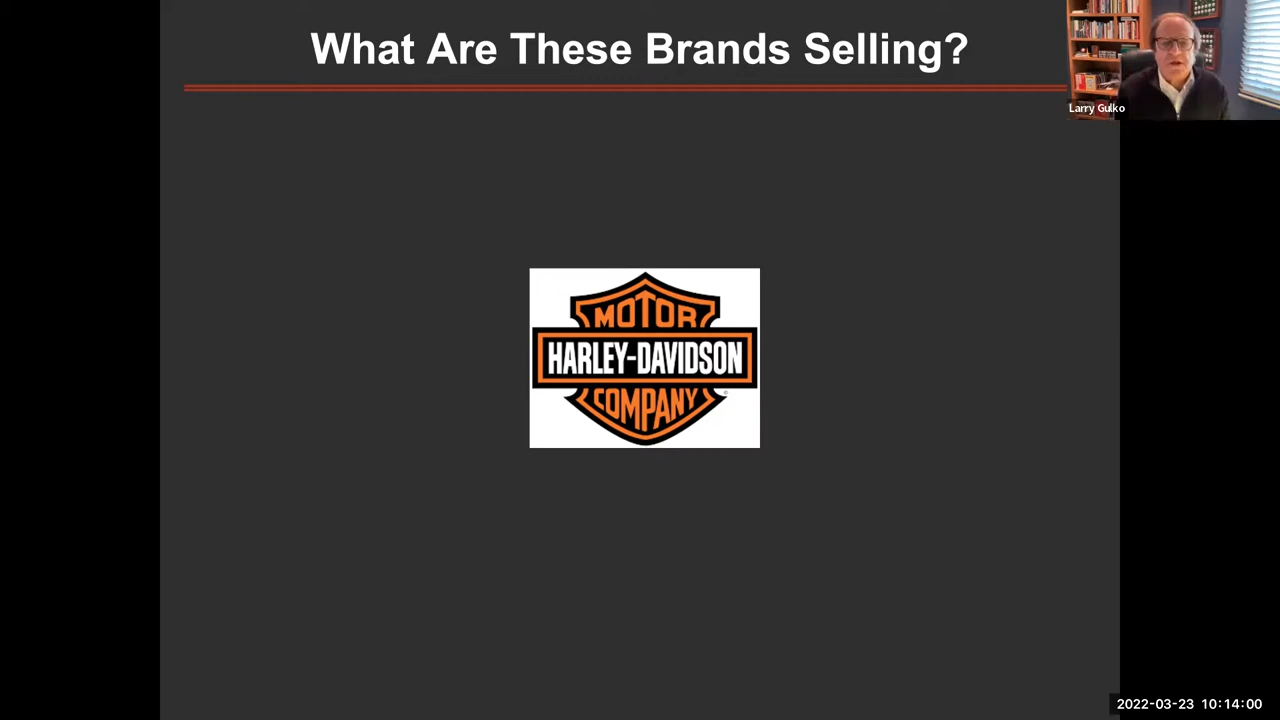 What Are These Brands Selling?
Larry Gulko
MOTOR
HARLEY-DAVIDSON
COMPANY
2022-03-23 10:14:00